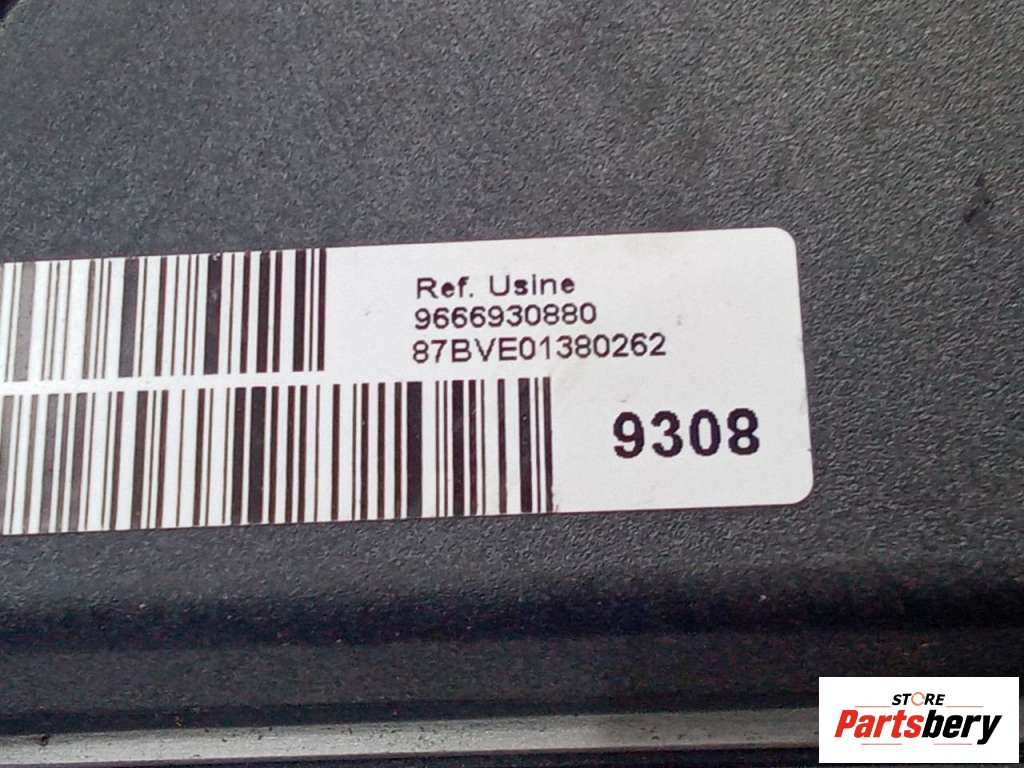 Ref. Usine
9666930880
87BVE01380262
9308
STORE
Partsbery